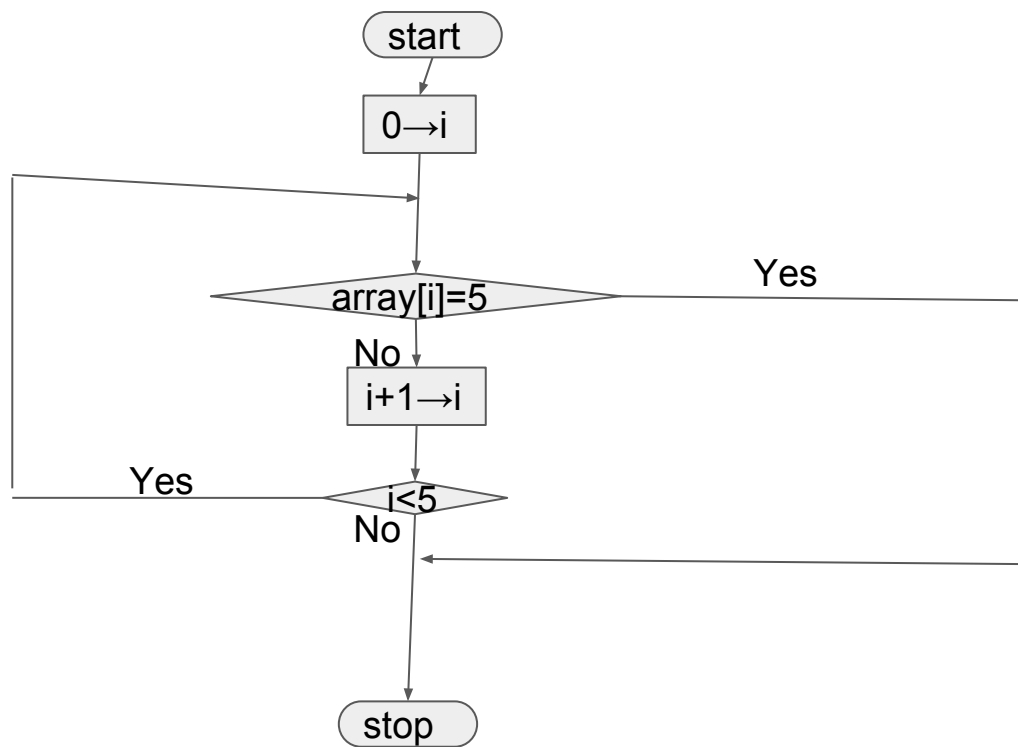 start
0→i
array[i]=5
Yes
No
i+1→i
Yes
i<5
No
stop